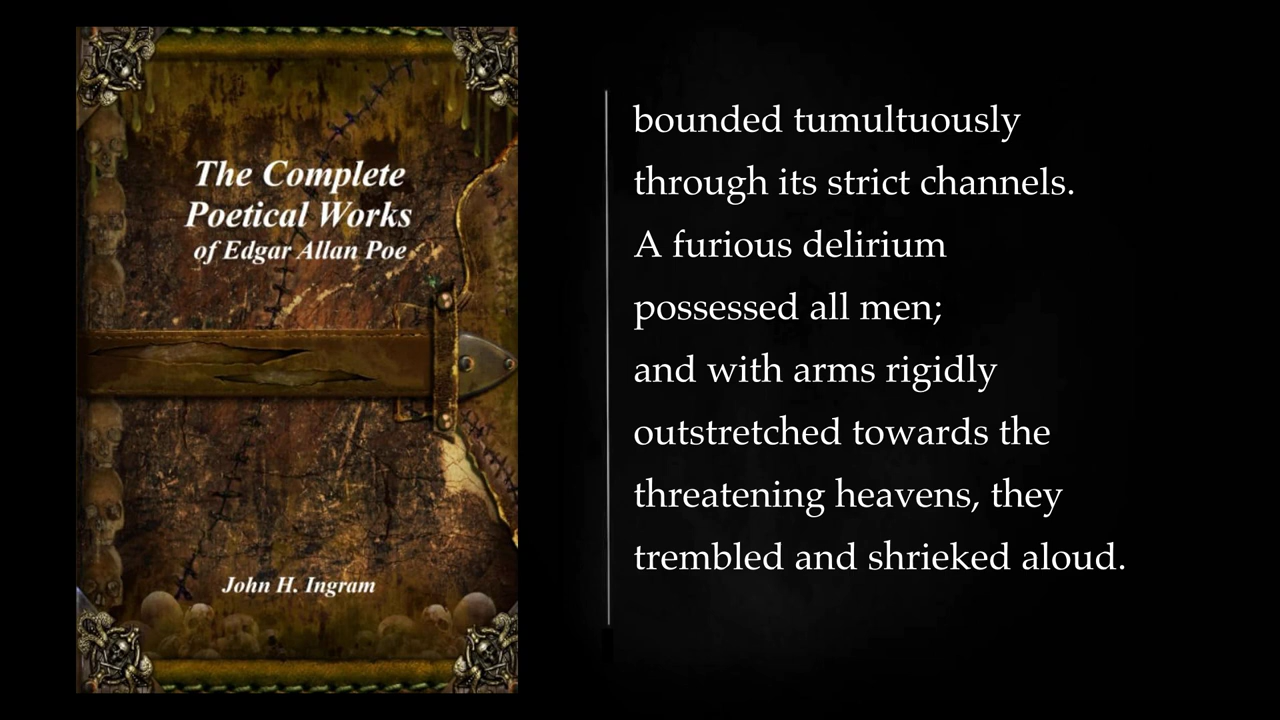 The Complete
Poetical Works
of Edgar Allan Poe
John H. Ingram
bounded tumultuously
through its strict channels.
A furious delirium
possessed all men;
and with arms rigidly
outstretched towards the
threatening heavens, they
trembled and shrieked aloud.